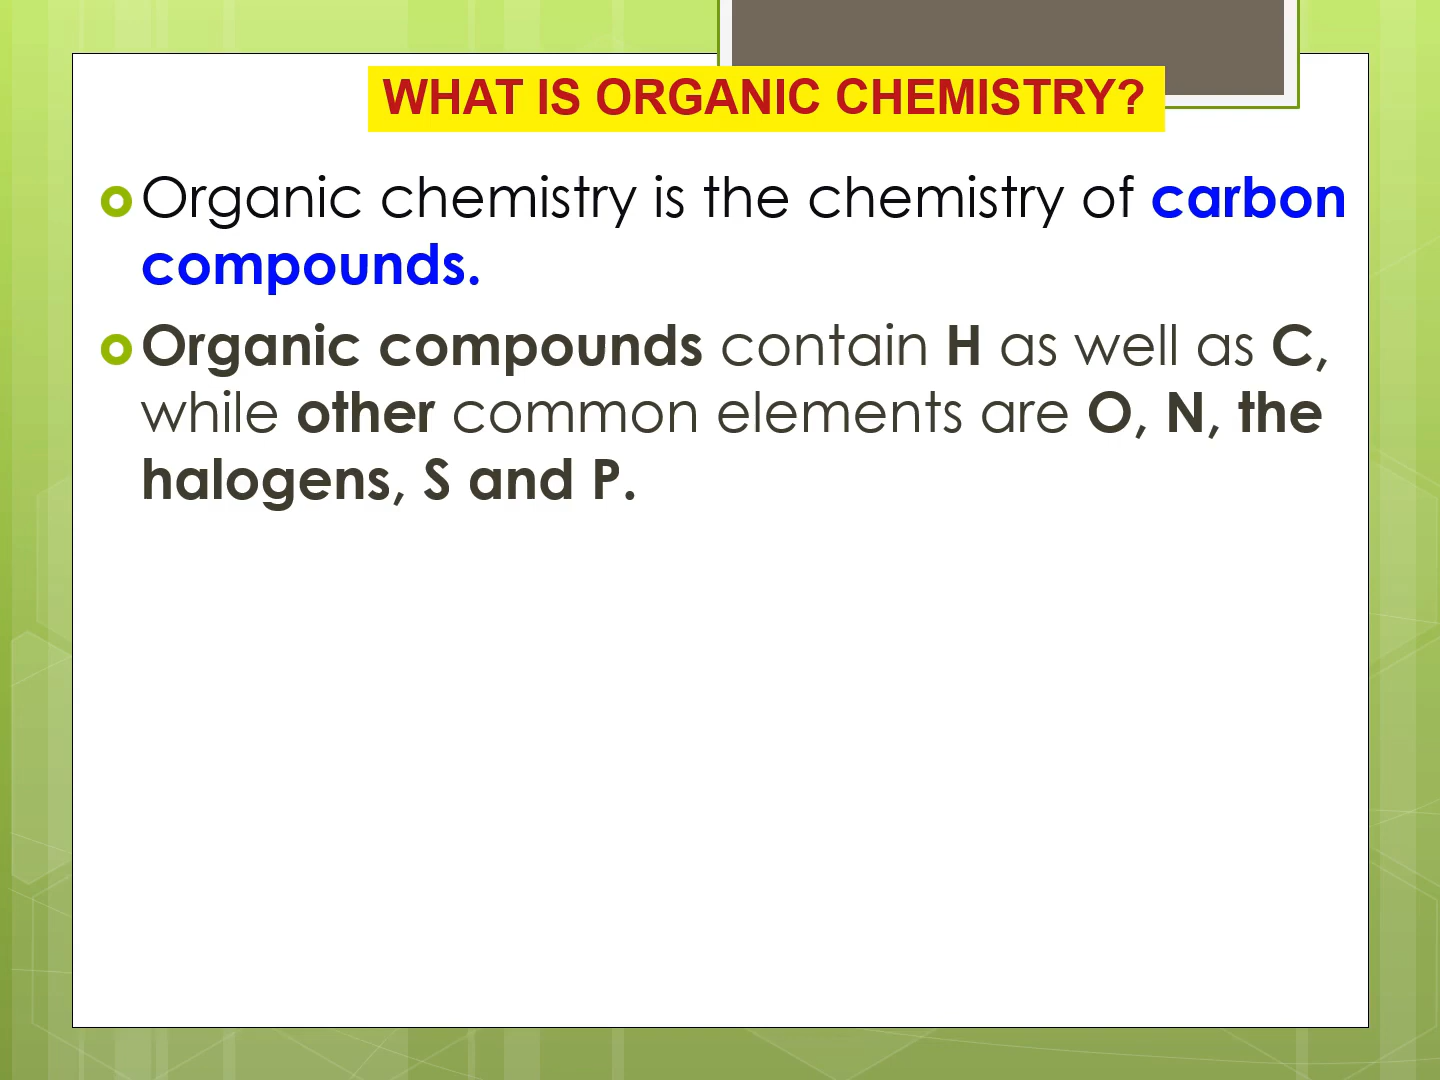 WHAT IS ORGANIC CHEMISTRY?
Organic chemistry is the chemistry of carbon
compounds.
Organic compounds contain H as well as C,
while other common elements are O, N, the
halogens, S and P.